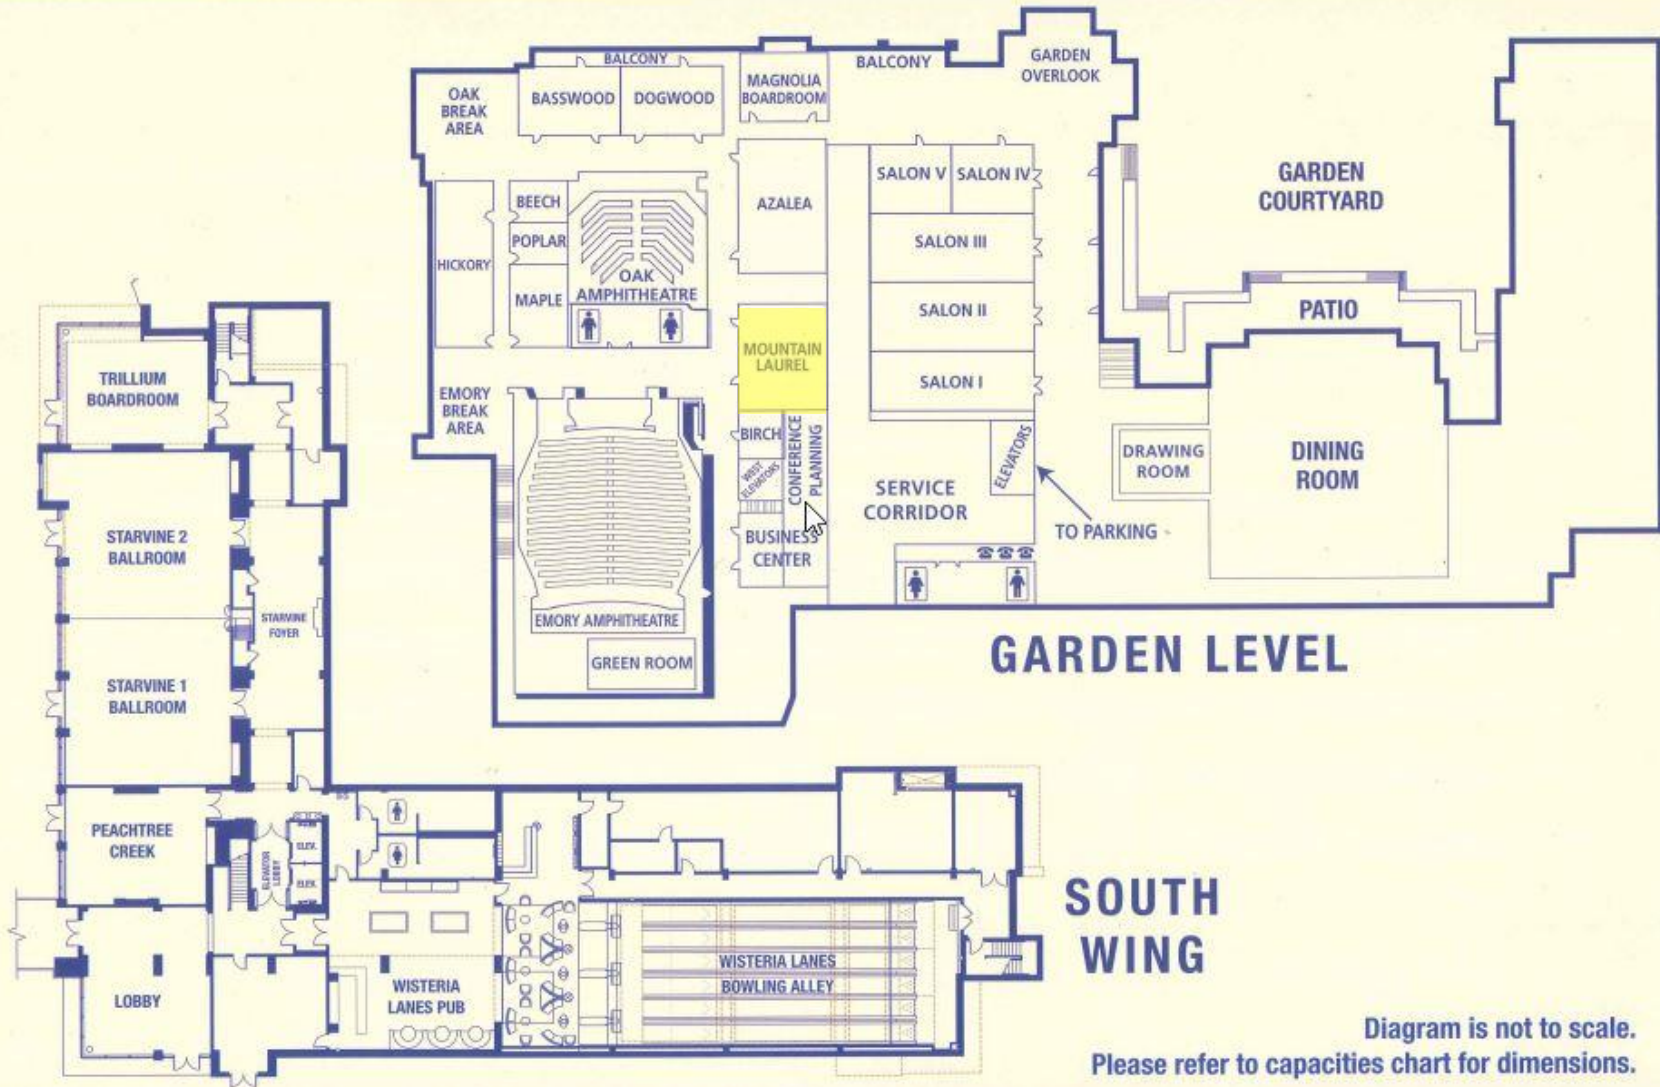 BALCONY
GARDEN
OVERLOOK
BALCONY
OAK
BREAK
AREA
BASSWOOD
DOGWOOD
MAGNOLIA
BOARDROOM
GARDEN
COURTYARD
SALON V
SALON IV
BEECH
AZALEA
POPLAR
SALON III
HICKORY
OAK
AMPHITHEATRE
MAPLE
SALON II
PATIO
MOUNTAIN
LAUREL
SALON I
TRILLIUM
BOARDROOM
EMORY
BREAK
AREA
BIRCH
CONFERENCE
PLANNING
WEST
ELEVATORS
ELEVATORS
DRAWING
ROOM
DINING
ROOM
SERVICE
CORRIDOR
TO PARKING
BUSINESS
CENTER
STARVINE 2
BALLROOM
STARVINE
FOYER
EMORY AMPHITHEATRE
GREEN ROOM
GARDEN LEVEL
STARVINE 1
BALLROOM
PEACHTREE
CREEK
ELEVATOR
LOBBY
ELEV.
ELEV.
SOUTH
WING
LOBBY
WISTERIA
LANES PUB
WISTERIA LANES
BOWLING ALLEY
Diagram is not to scale.
Please refer to capacities chart for dimensions.